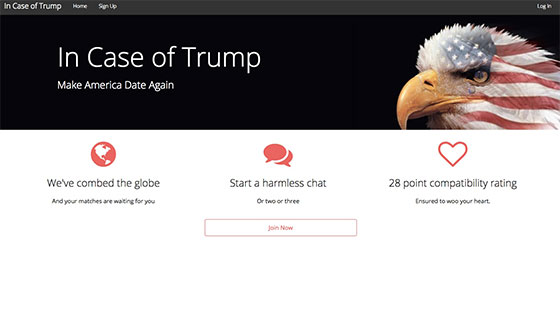 In Case of Trump Home Sign Up Log In
In Case of Trump
Make America Date Again
We've combed the globe
And your matches are waiting for you
Start a harmless chat
Or two or three
28 point compatibility rating
Ensured to woo your heart.
Join Now